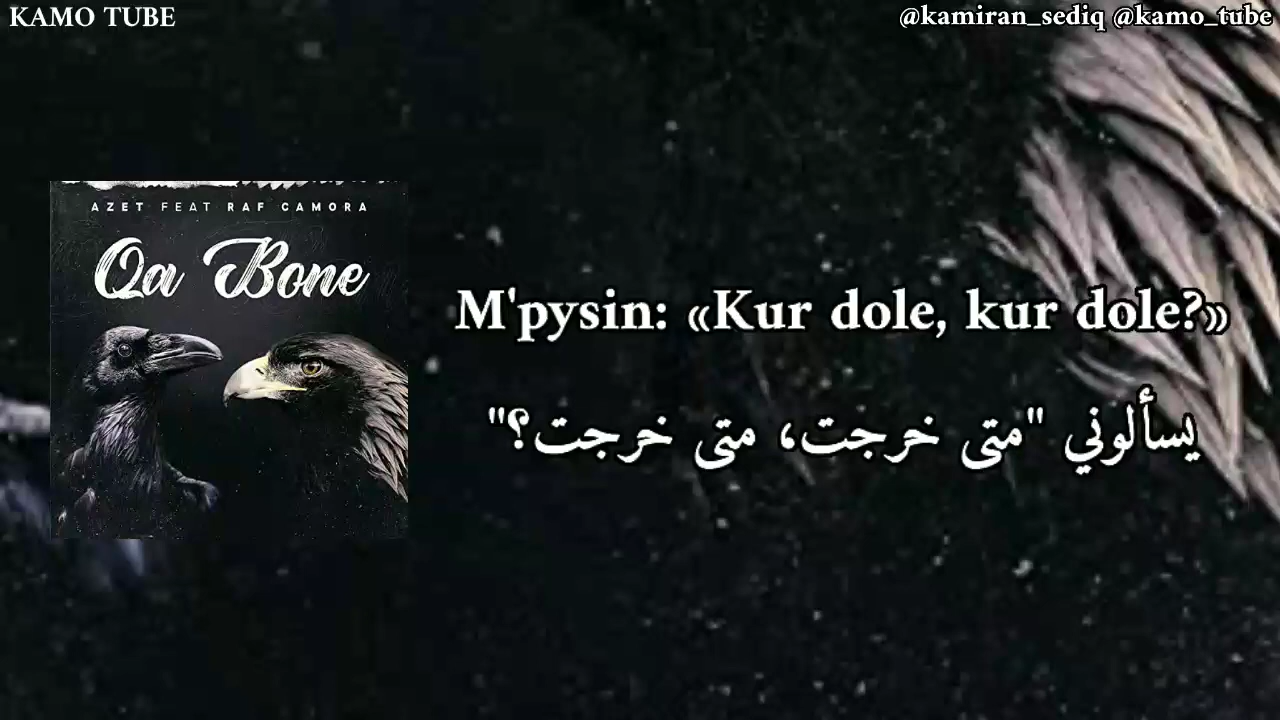 KAMO TUBE
@kamiran_sediq @kamo_tube
AZET FEAT RAF CAMORA
Qa Bone
M'pysin: «Kur dole, kur dole?»
يسألوني "متى خرجت، متى خرجت؟"